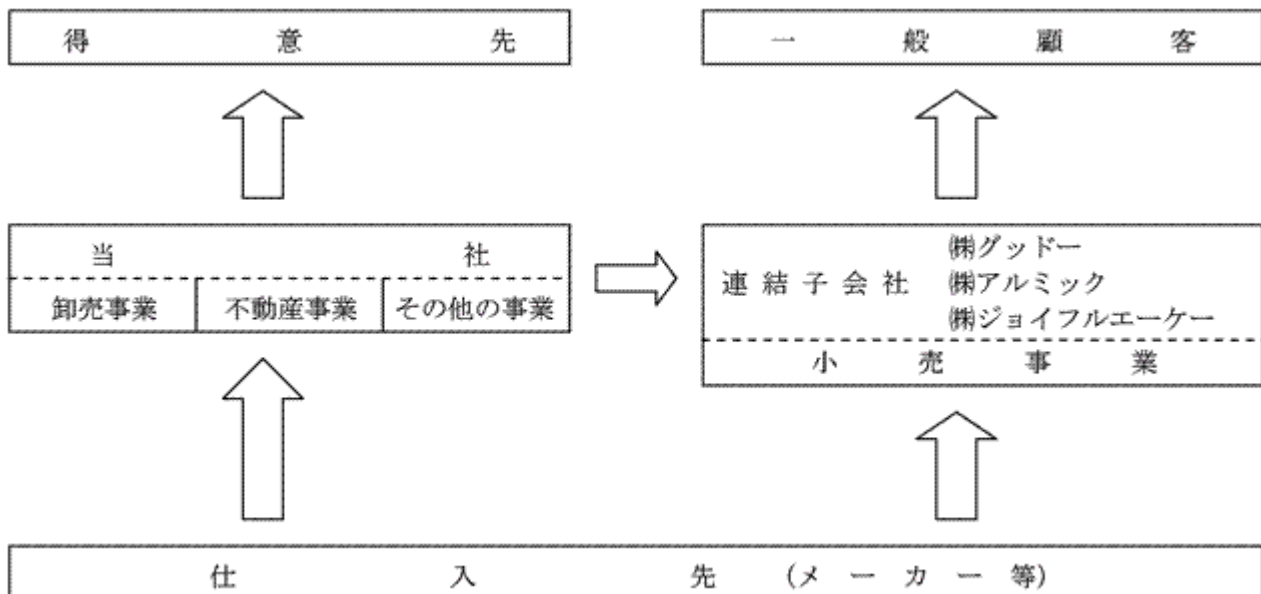 得意先
一般顧客
当社
卸売事業 不動産事業 その他の事業
㈱グッドー
連結子会社 ㈱アルミック
㈱ジョイフルエーケー
小売事業
仕入先(メーカー等)